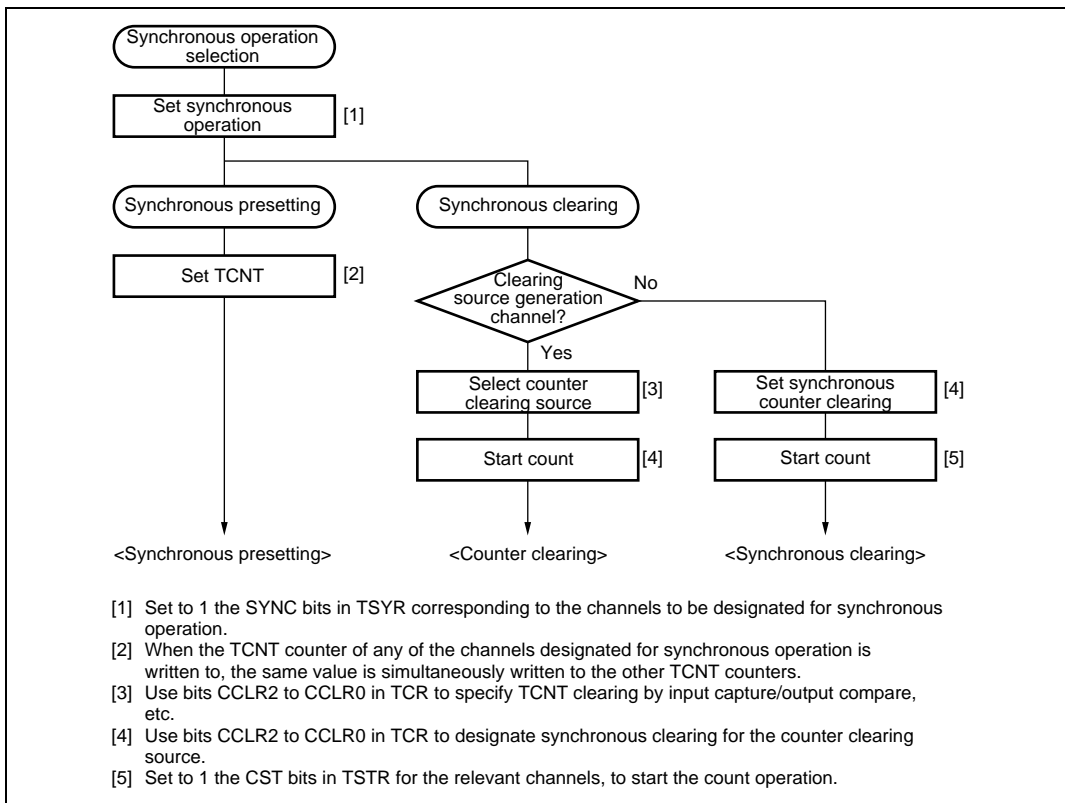 Synchronous operation
selection
Set synchronous
operation
[1]
Synchronous presetting
Synchronous clearing
Set TCNT
[2]
Clearing
source generation
channel?
No
Yes
Select counter
clearing source
[3]
Set synchronous
counter clearing
[4]
Start count
[4]
Start count
[5]
<Synchronous presetting>
<Counter clearing>
<Synchronous clearing>
[1] Set to 1 the SYNC bits in TSYR corresponding to the channels to be designated for synchronous
operation.
[2] When the TCNT counter of any of the channels designated for synchronous operation is
written to, the same value is simultaneously written to the other TCNT counters.
[3] Use bits CCLR2 to CCLR0 in TCR to specify TCNT clearing by input capture/output compare,
etc.
[4] Use bits CCLR2 to CCLR0 in TCR to designate synchronous clearing for the counter clearing
source.
[5] Set to 1 the CST bits in TSTR for the relevant channels, to start the count operation.